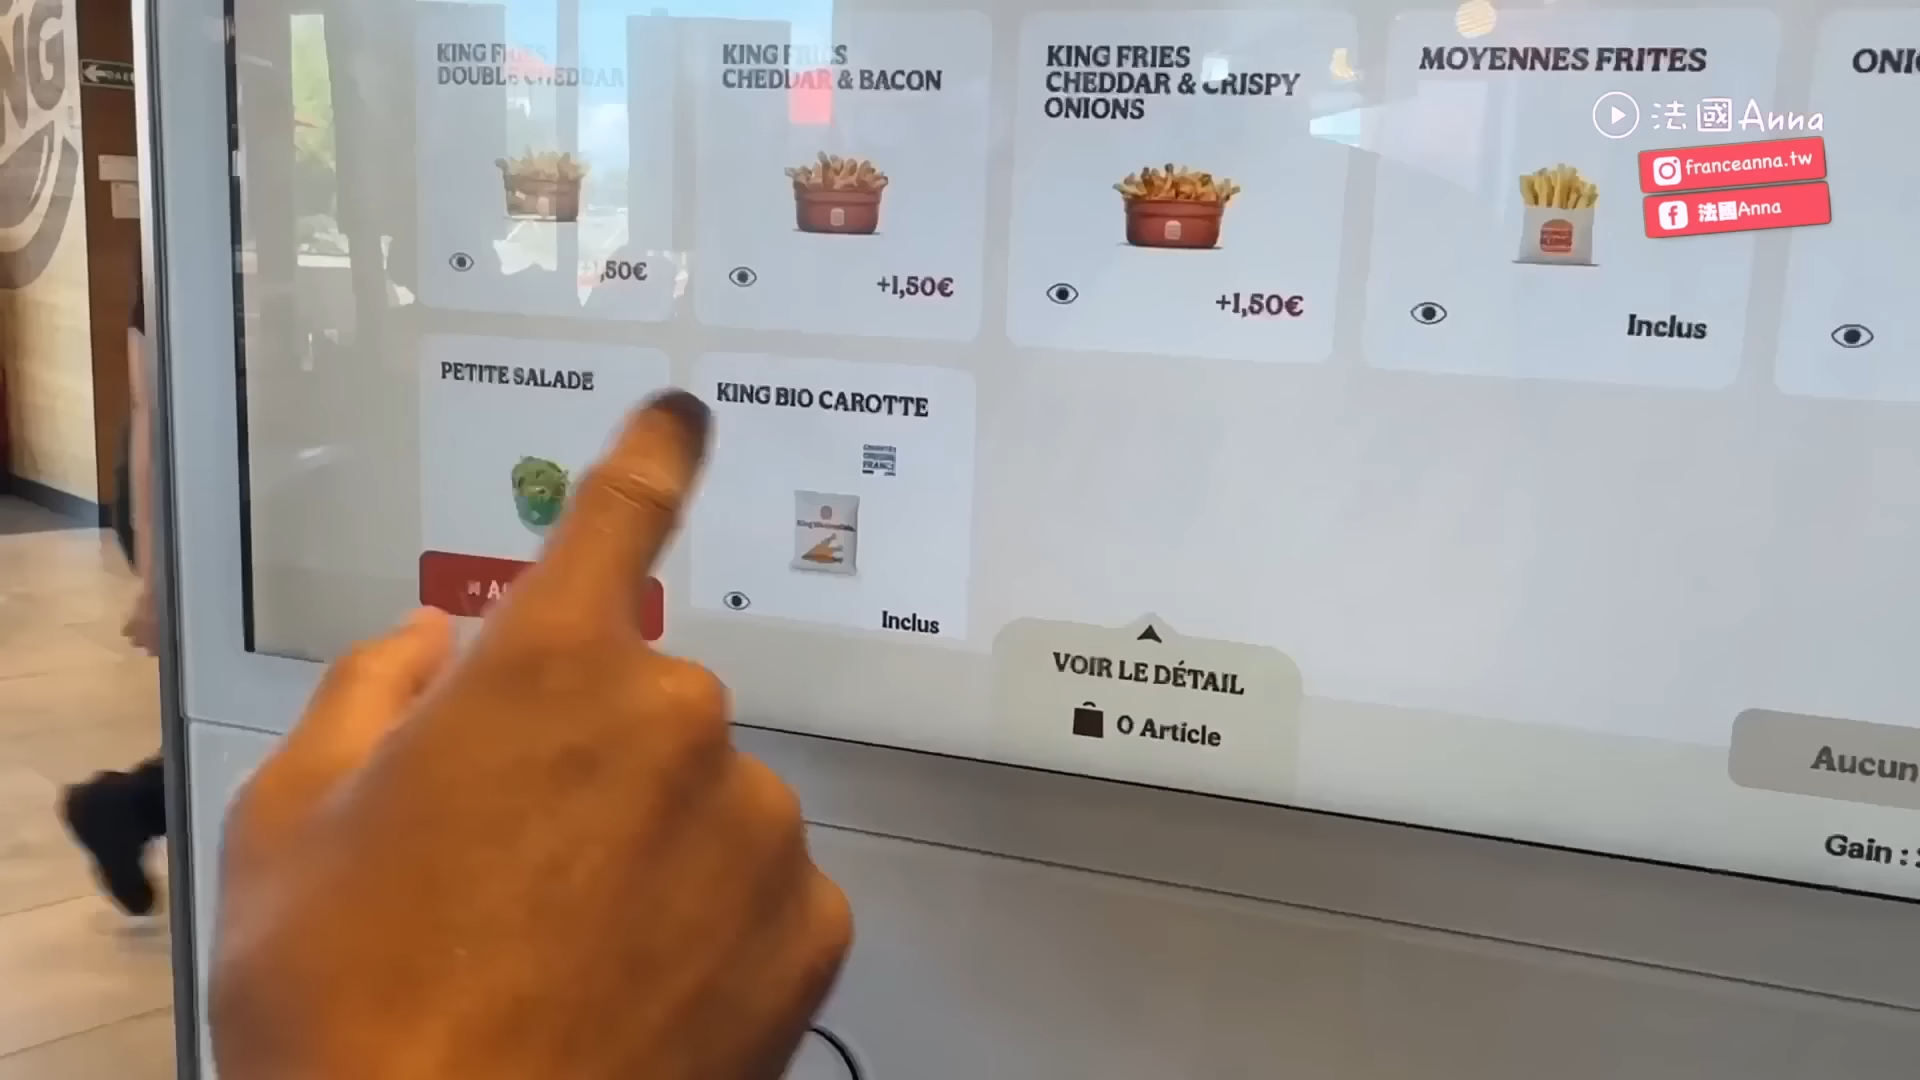 KING FRIES
DOUBLE CHEDDAR
+1,50€
KING FRIES
CHEDDAR & BACON
+1,50€
KING FRIES
CHEDDAR & CRISPY
ONIONS
+1,50€
MOYENNES FRITES
Inclus
法國Anna
franceanna.tw
法國Anna
PETITE SALADE
KING BIO CAROTTE
FRANCE
Inclus
VOIR LE DÉTAIL
0 Article
Gain :